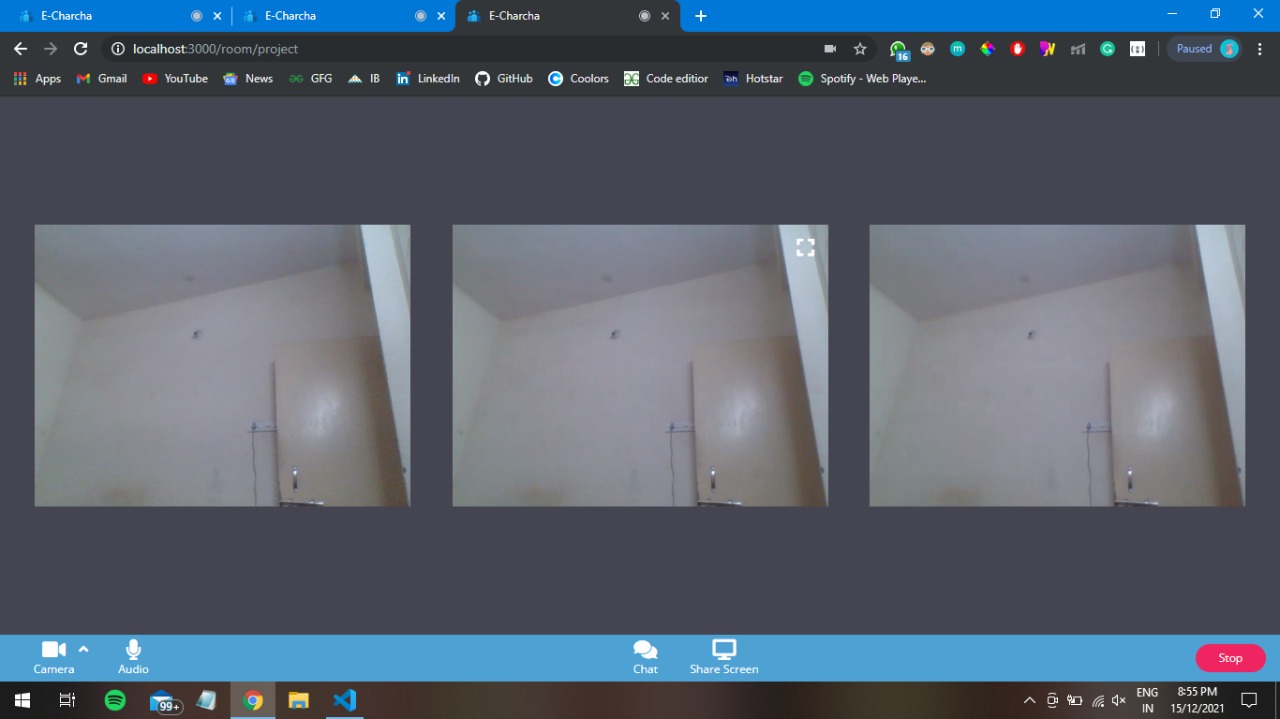 E-Charcha
E-Charcha
E-Charcha
localhost:3000/room/project
16
m
Paused
Apps
Gmail
YouTube
News
GFG
IB
LinkedIn
GitHub
Coolors
Code editior
Hotstar
Spotify - Web Playe...
Camera
Audio
Chat
Share Screen
Stop
99+
ENG
IN
8:55 PM
15/12/2021